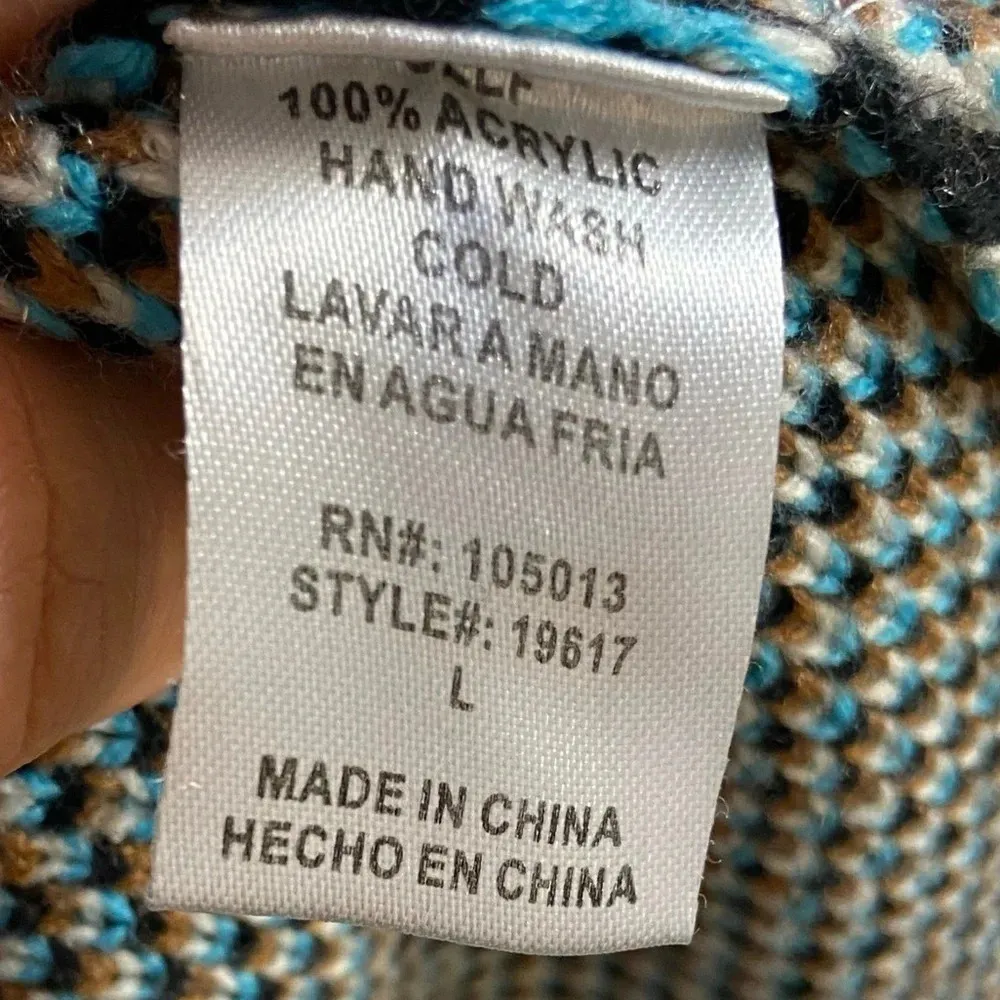 SELF
100% ACRYLIC
HAND WASH
COLD
LAVAR A MANO
EN AGUA FRIA
RN#: 105013
STYLE#: 19617
L
MADE IN CHINA
HECHO EN CHINA